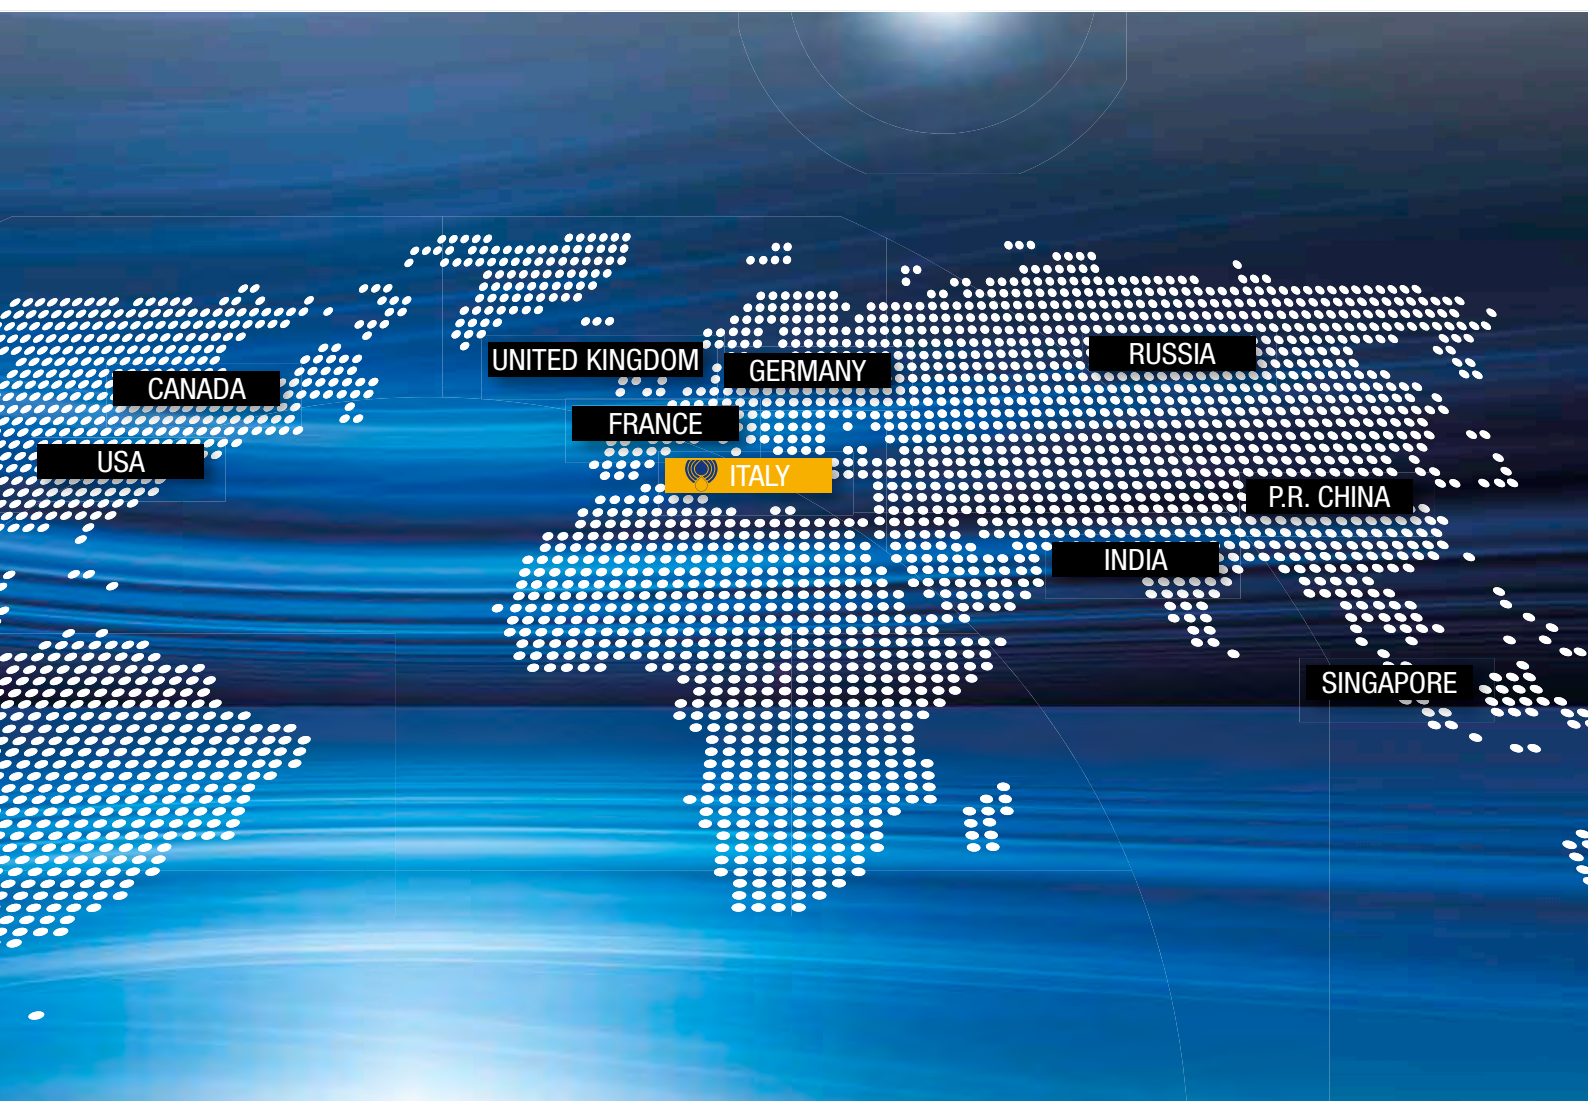 UNITED KINGDOM
GERMANY
RUSSIA
CANADA
FRANCE
USA
ITALY
P.R. CHINA
INDIA
SINGAPORE